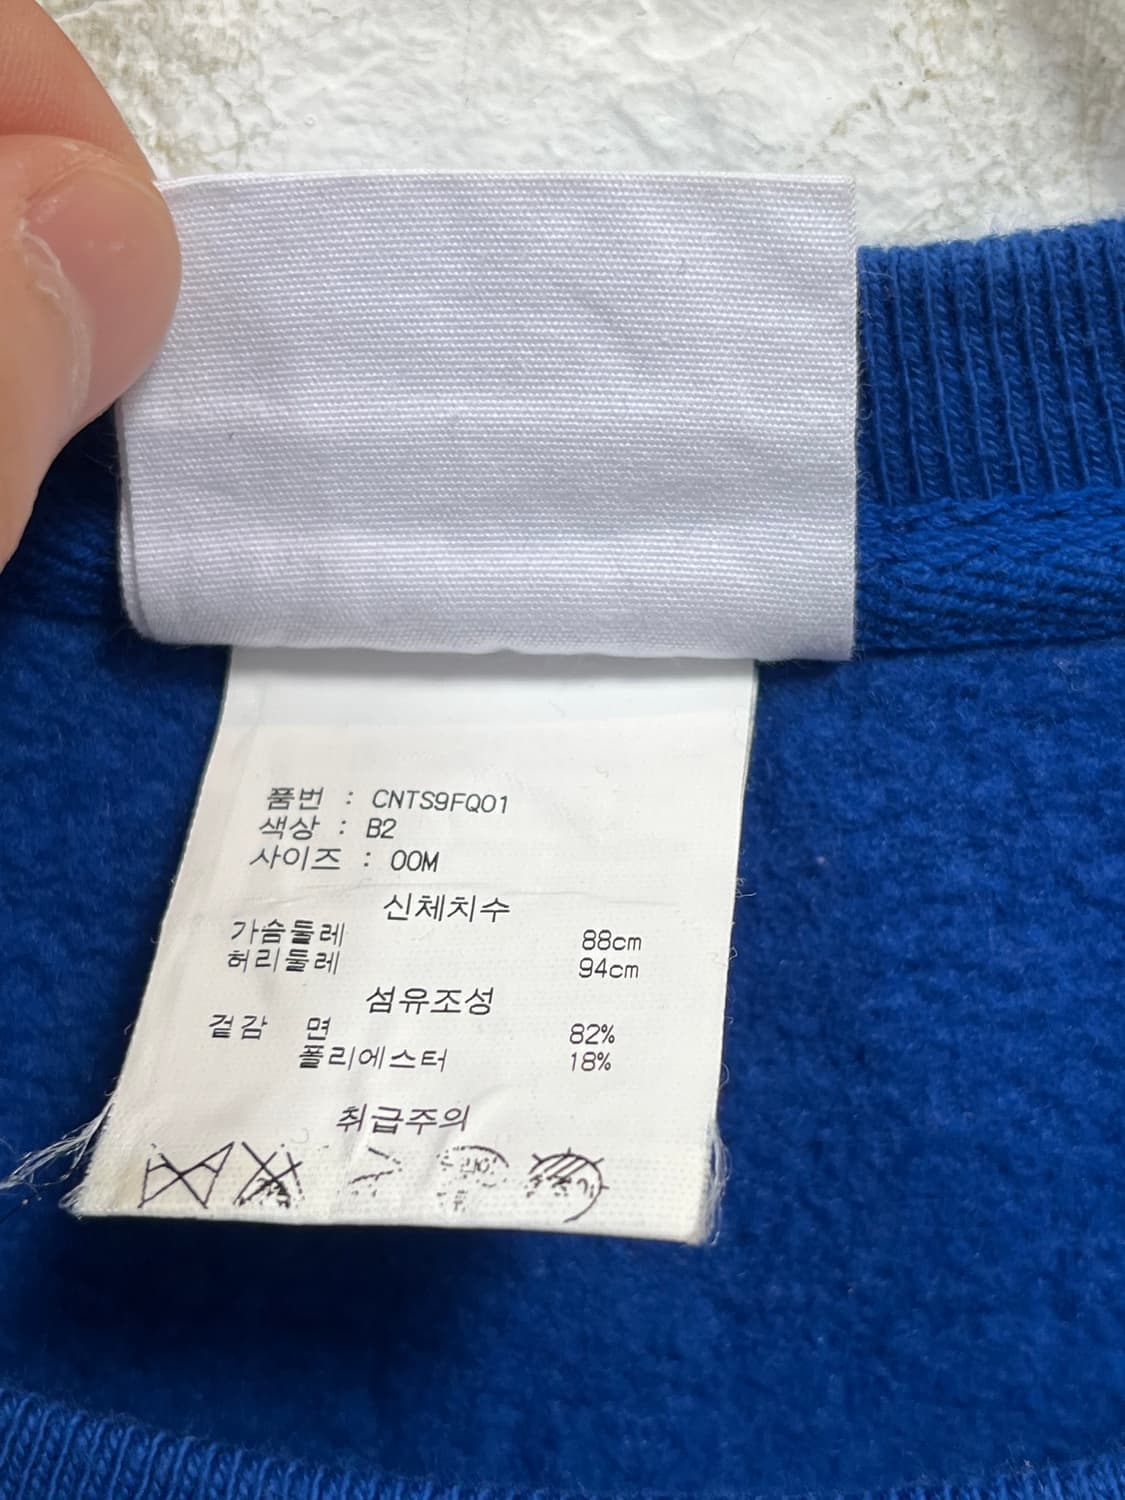 품번 : CNTS9FQ01
색상 : B2
사이즈 : 00M
신체치수
가슴둘레 88cm
허리둘레 94cm
섬유조성
겉감 면 82%
폴리에스터 18%
취급주의